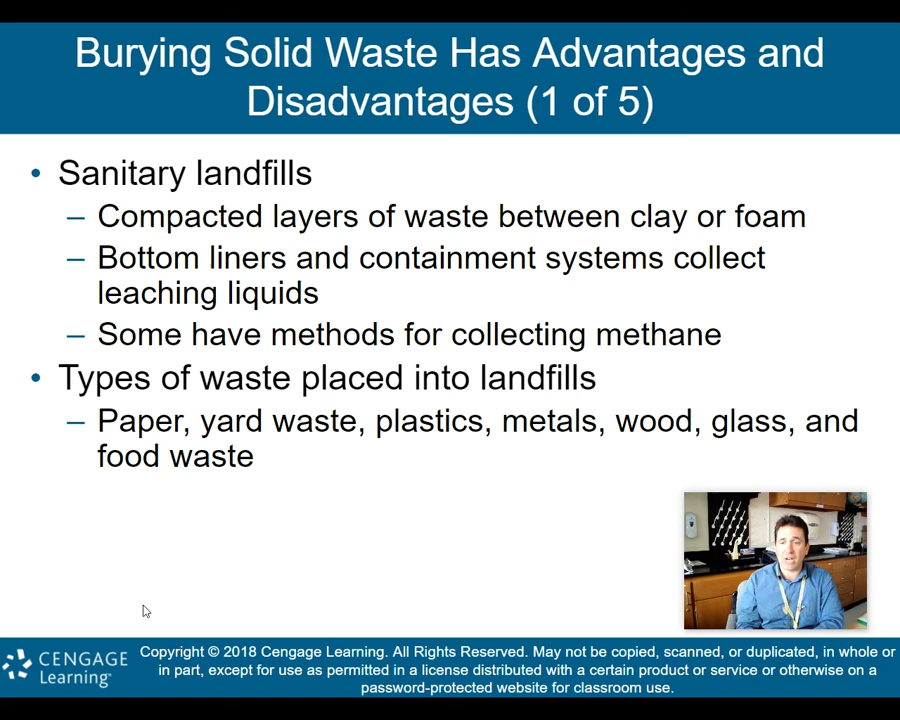 Burying Solid Waste Has Advantages and
Disadvantages (1 of 5)
• Sanitary landfills
– Compacted layers of waste between clay or foam
– Bottom liners and containment systems collect
leaching liquids
– Some have methods for collecting methane
• Types of waste placed into landfills
– Paper, yard waste, plastics, metals, wood, glass, and
food waste
CENGAGE
Learning™
Copyright © 2018 Cengage Learning. All Rights Reserved. May not be copied, scanned, or duplicated, in whole or
in part, except for use as permitted in a license distributed with a certain product or service or otherwise on a
password-protected website for classroom use.